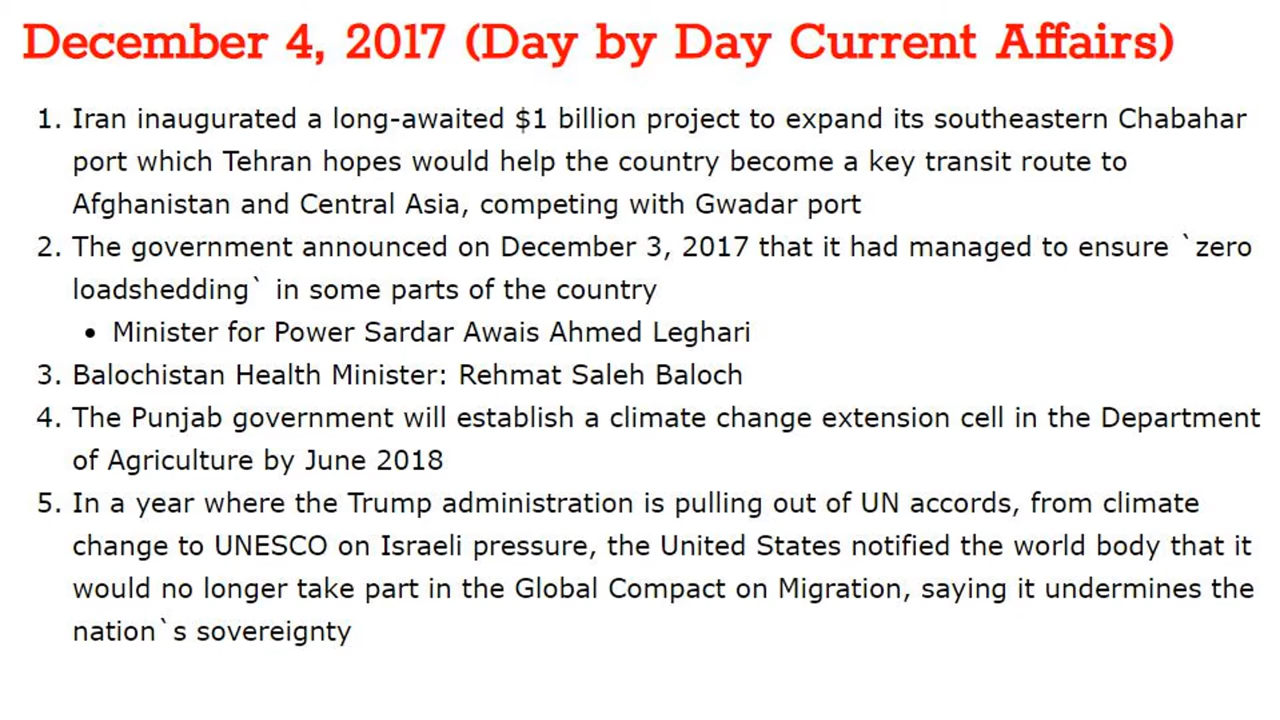 December 4, 2017 (Day by Day Current Affairs)
1. Iran inaugurated a long-awaited $1 billion project to expand its southeastern Chabahar
port which Tehran hopes would help the country become a key transit route to
Afghanistan and Central Asia, competing with Gwadar port
2. The government announced on December 3, 2017 that it had managed to ensure `zero
loadshedding` in some parts of the country
• Minister for Power Sardar Awais Ahmed Leghari
3. Balochistan Health Minister: Rehmat Saleh Baloch
4. The Punjab government will establish a climate change extension cell in the Department
of Agriculture by June 2018
5. In a year where the Trump administration is pulling out of UN accords, from climate
change to UNESCO on Israeli pressure, the United States notified the world body that it
would no longer take part in the Global Compact on Migration, saying it undermines the
nation`s sovereignty